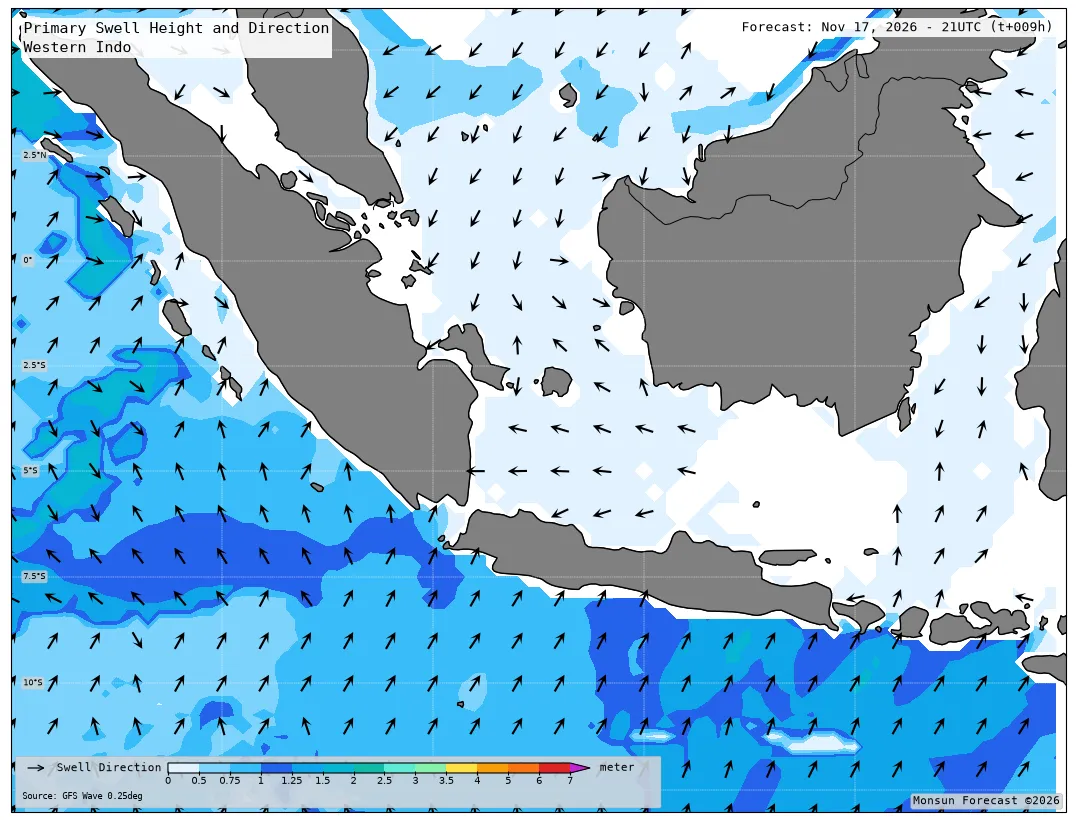 Primary Swell Height and Direction
Western Indo
Forecast: Nov 17, 2026 - 21UTC (t+009h)
2.5°N
0°
2.5°S
5°S
7.5°S
10°S
Swell Direction
0 0.5 0.75 1 1.25 1.5 2 2.5 3 3.5 4 5 6 7
meter
Source: GFS Wave 0.25deg
Monsun Forecast ©2026